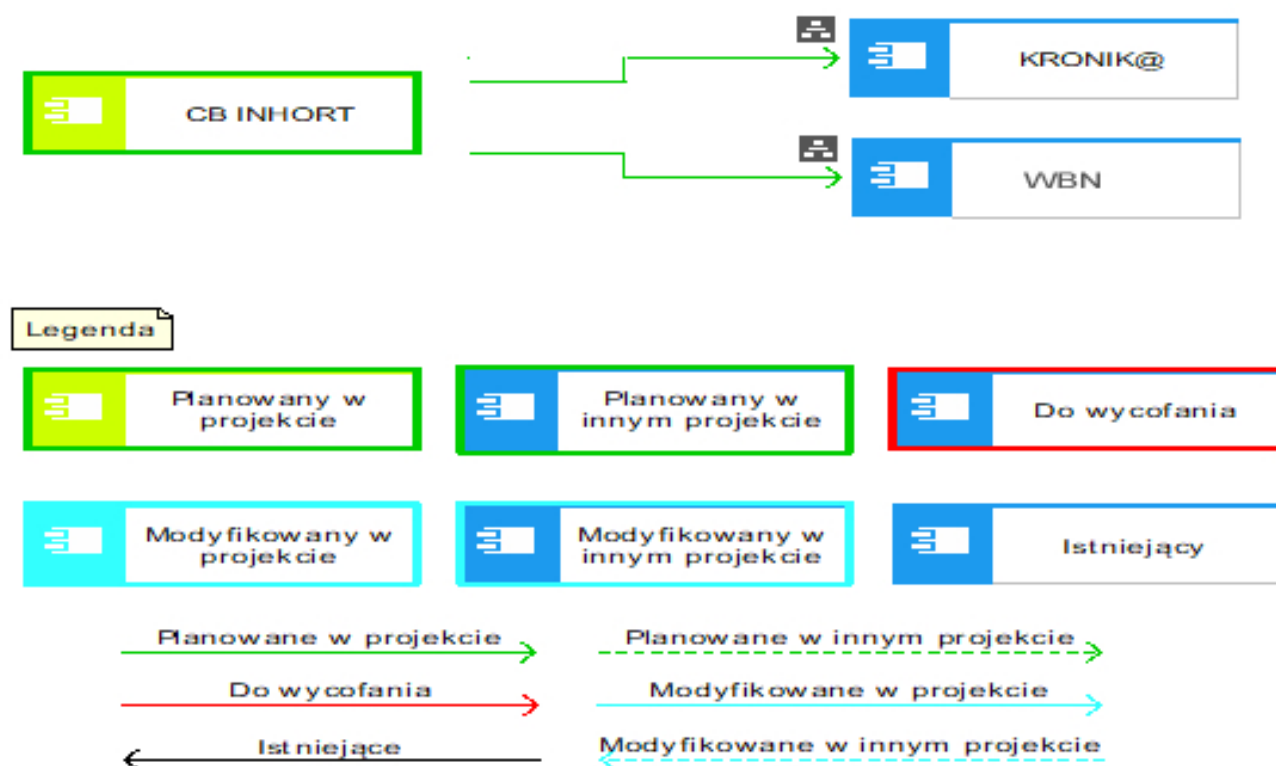 KRONIK@
CB INHORT
WBN
Legenda
Planowany w
projekcie
Planowany w
innym projekcie
Do wycofania
Modyfikowany w
projekcie
Modyfikowany w
innym projekcie
Istniejący
Planowane w projekcie
Planowane w innym projekcie
Do wycofania
Modyfikowane w projekcie
Istniejące
Modyfikowane w innym projekcie